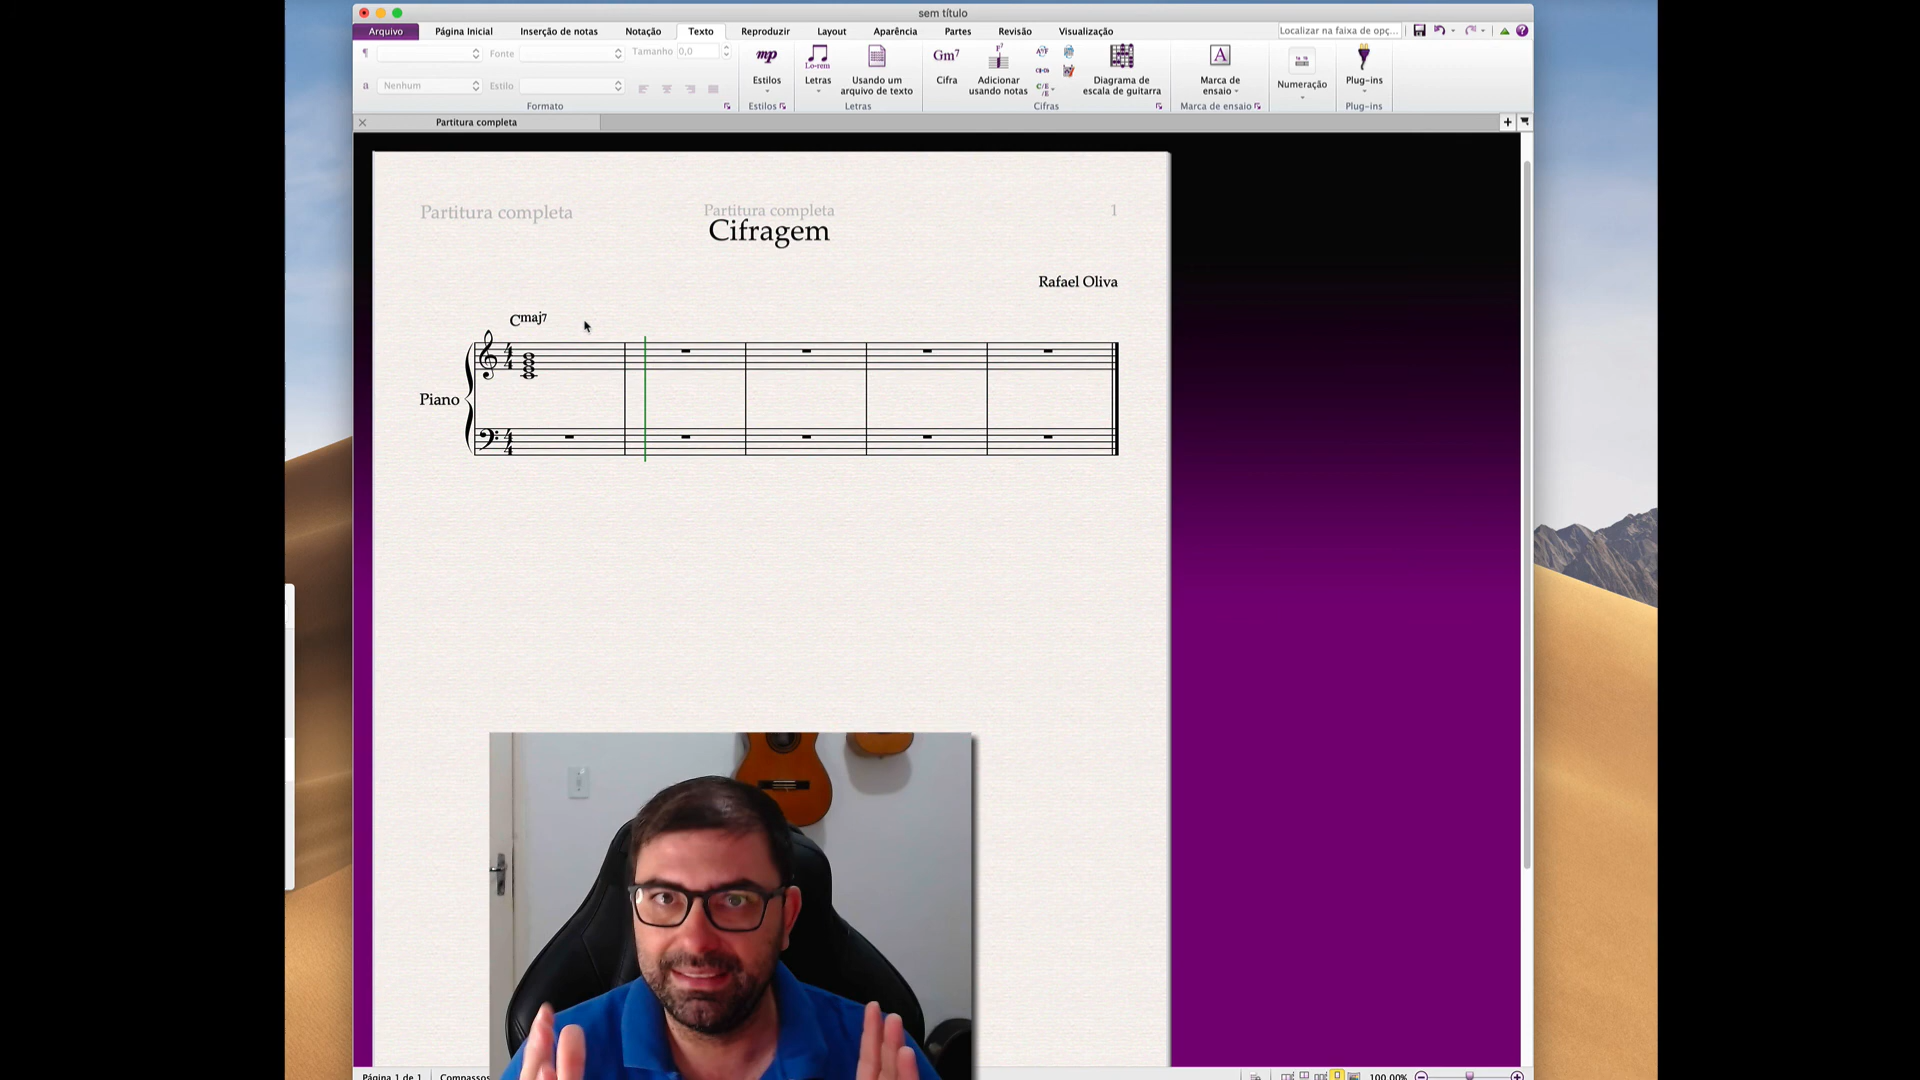 sem título
Arquivo
Página Inicial
Inserção de notas
Notação
Texto
Reproduzir
Layout
Aparência
Partes
Revisão
Visualização
Localizar na faixa de opç...
Fonte
Tamanho
0,0
a
Nenhum
Estilo
Formato
mp
Estilos
Estilos
Lo-rem
Letras
Usando um
arquivo de texto
Letras
Gm7
Cifra
Adicionar
usando notas
Diagrama de
escala de guitarra
Cifras
A
Marca de
ensaio
Marca de ensaio
Numeração
Plug-ins
Plug-ins
Partitura completa
Partitura completa
Partitura completa
1
Cifragem
Rafael Oliva
Cmaj7
Piano
Página 1 de 1
Compassos
100,00%